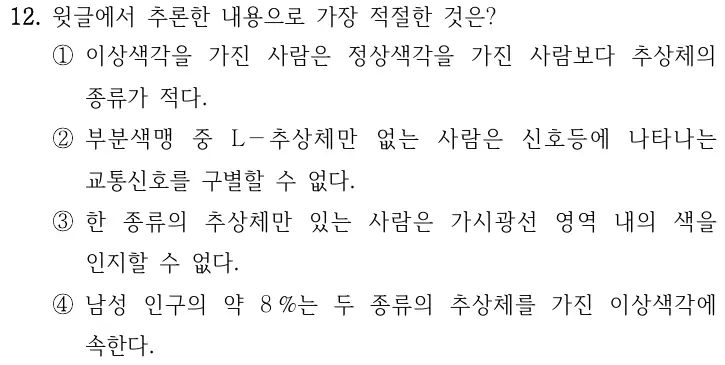 12. 윗글에서 추론한 내용으로 가장 적절한 것은?
① 이상색각을 가진 사람은 정상색각을 가진 사람보다 추상체의
종류가 적다.
② 부분색맹 중 L-추상체만 없는 사람은 신호등에 나타나는
교통신호를 구별할 수 없다.
③ 한 종류의 추상체만 있는 사람은 가시광선 영역 내의 색을
인지할 수 없다.
④ 남성 인구의 약 8%는 두 종류의 추상체를 가진 이상색각에
속한다.